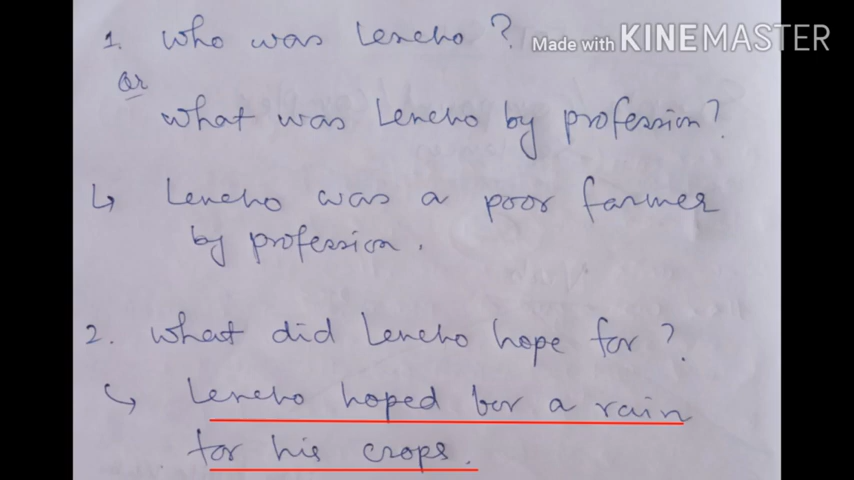 1. Who was Lencho?
Made with KINEMASTER
Or
What was Lencho by profession?
↳ Lencho was a poor farmer
by profession.
2. What did Lencho hope for?
↳ Lencho hoped for a rain
for his crops.